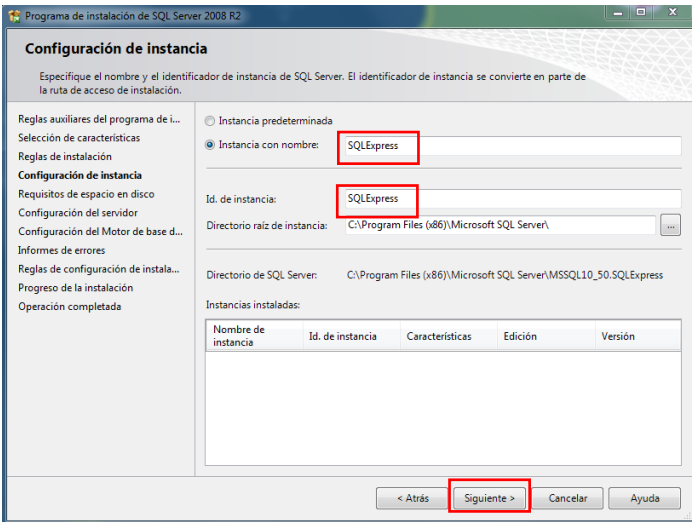 Programa de instalación de SQL Server 2008 R2
Configuración de instancia
Especifique el nombre y el identificador de instancia de SQL Server. El identificador de instancia se convierte en parte de
la ruta de acceso de instalación.
Reglas auxiliares del programa de i...
Selección de características
Reglas de instalación
Configuración de instancia
Requisitos de espacio en disco
Configuración del servidor
Configuración del Motor de base d...
Informes de errores
Reglas de configuración de instala...
Progreso de la instalación
Operación completada
Instancia predeterminada
Instancia con nombre: SQLExpress
Id. de instancia: SQLExpress
Directorio raíz de instancia: C:\Program Files (x86)\Microsoft SQL Server\ ...
Directorio de SQL Server: C:\Program Files (x86)\Microsoft SQL Server\MSSQL10_50.SQLExpress
Instancias instaladas:
Nombre de instancia Id. de instancia Características Edición Versión
< Atrás Siguiente > Cancelar Ayuda